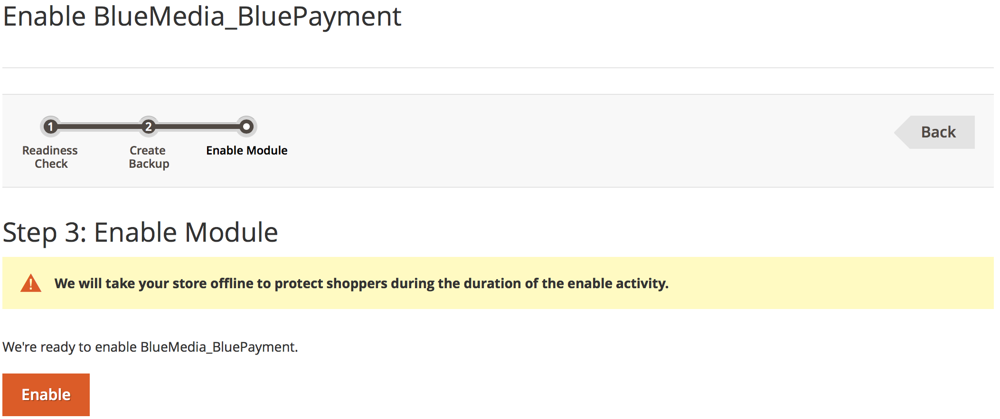 Enable BlueMedia_BluePayment
1
2
Readiness
Check
Create
Backup
Enable Module
Back
Step 3: Enable Module
We will take your store offline to protect shoppers during the duration of the enable activity.
We're ready to enable BlueMedia_BluePayment.
Enable